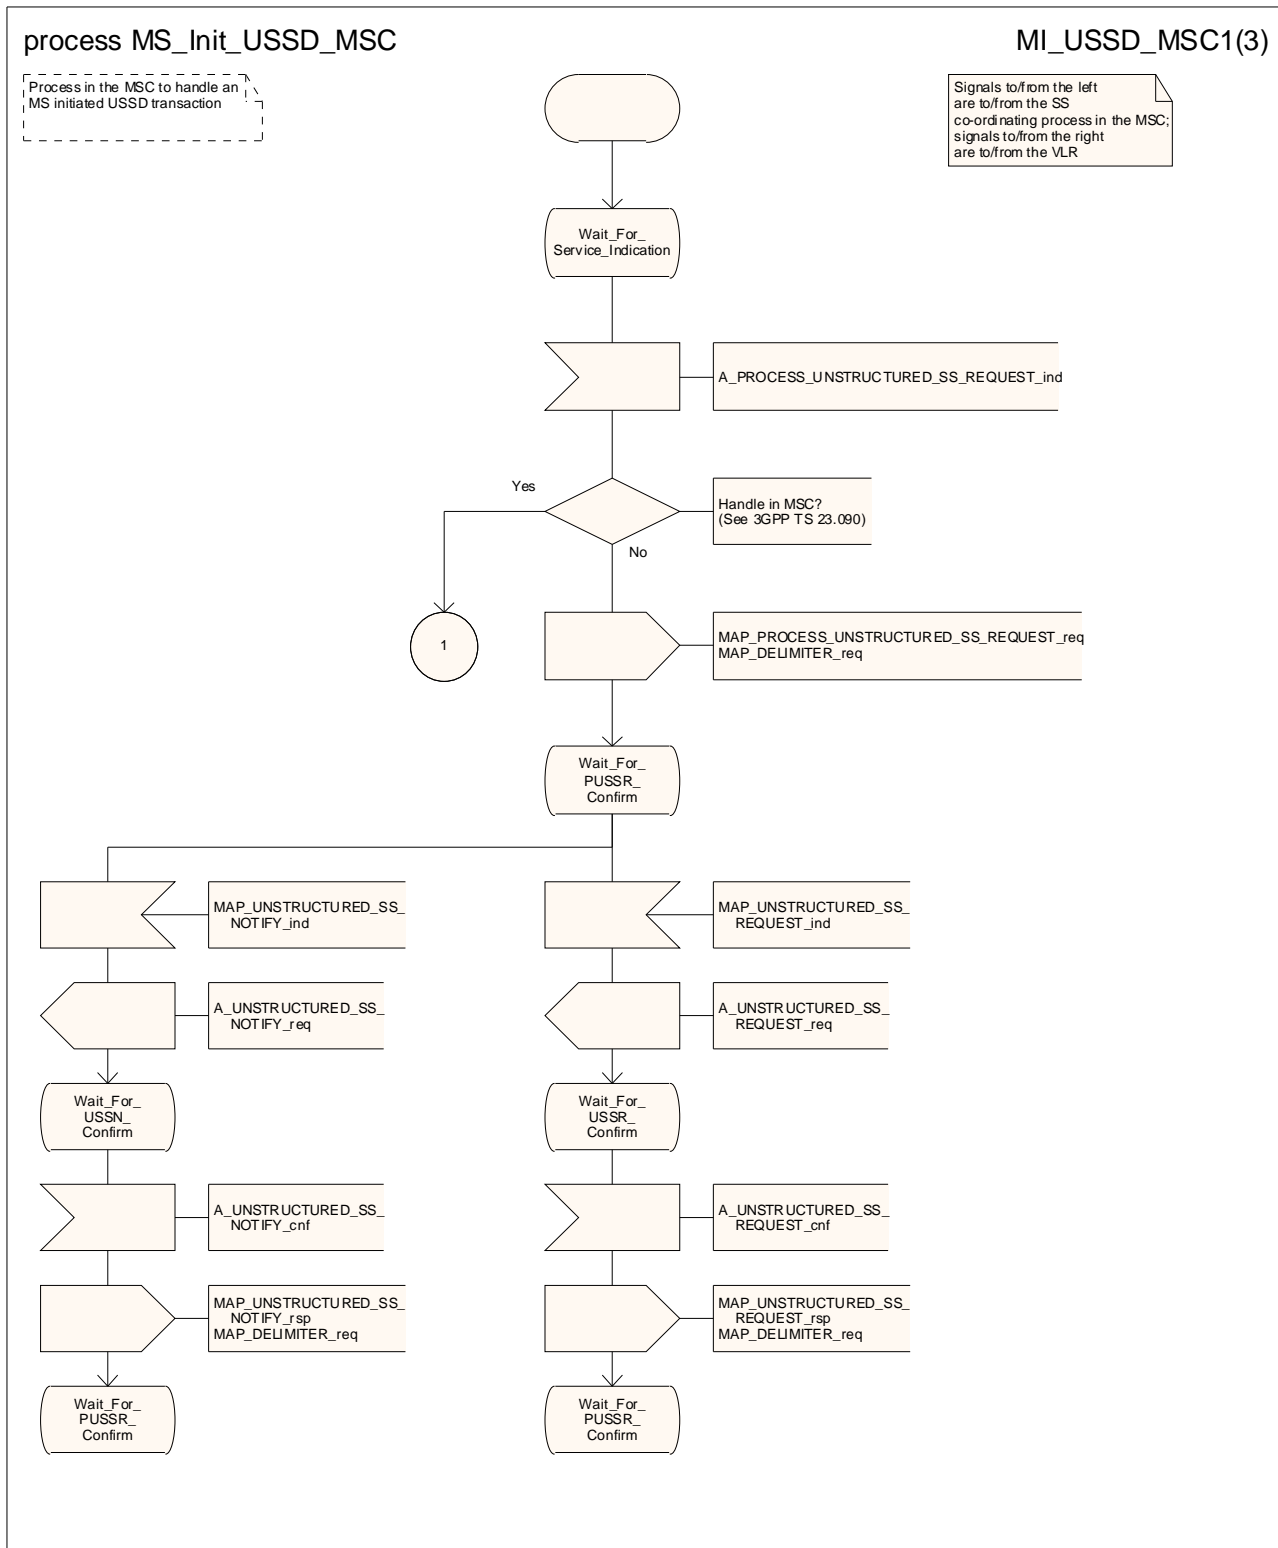 process MS_Init_USSD_MSC
MI_USSD_MSC1(3)
Process in the MSC to handle an
MS initiated USSD transaction
Signals to/from the left
are to/from the SS
co-ordinating process in the MSC;
signals to/from the right
are to/from the VLR
Wait_For_
Service_Indication
A_PROCESS_UNSTRUCTURED_SS_REQUEST_ind
Yes
Handle in MSC?
(See 3GPP TS 23.090)
No
1
MAP_PROCESS_UNSTRUCTURED_SS_REQUEST_req
MAP_DELIMITER_req
Wait_For_
PUSSR_
Confirm
MAP_UNSTRUCTURED_SS_
NOTIFY_ind
MAP_UNSTRUCTURED_SS_
REQUEST_ind
A_UNSTRUCTURED_SS_
NOTIFY_req
A_UNSTRUCTURED_SS_
REQUEST_req
Wait_For_
USSN_
Confirm
Wait_For_
USSR_
Confirm
A_UNSTRUCTURED_SS_
NOTIFY_cnf
A_UNSTRUCTURED_SS_
REQUEST_cnf
MAP_UNSTRUCTURED_SS_
NOTIFY_rsp
MAP_DELIMITER_req
MAP_UNSTRUCTURED_SS_
REQUEST_rsp
MAP_DELIMITER_req
Wait_For_
PUSSR_
Confirm
Wait_For_
PUSSR_
Confirm